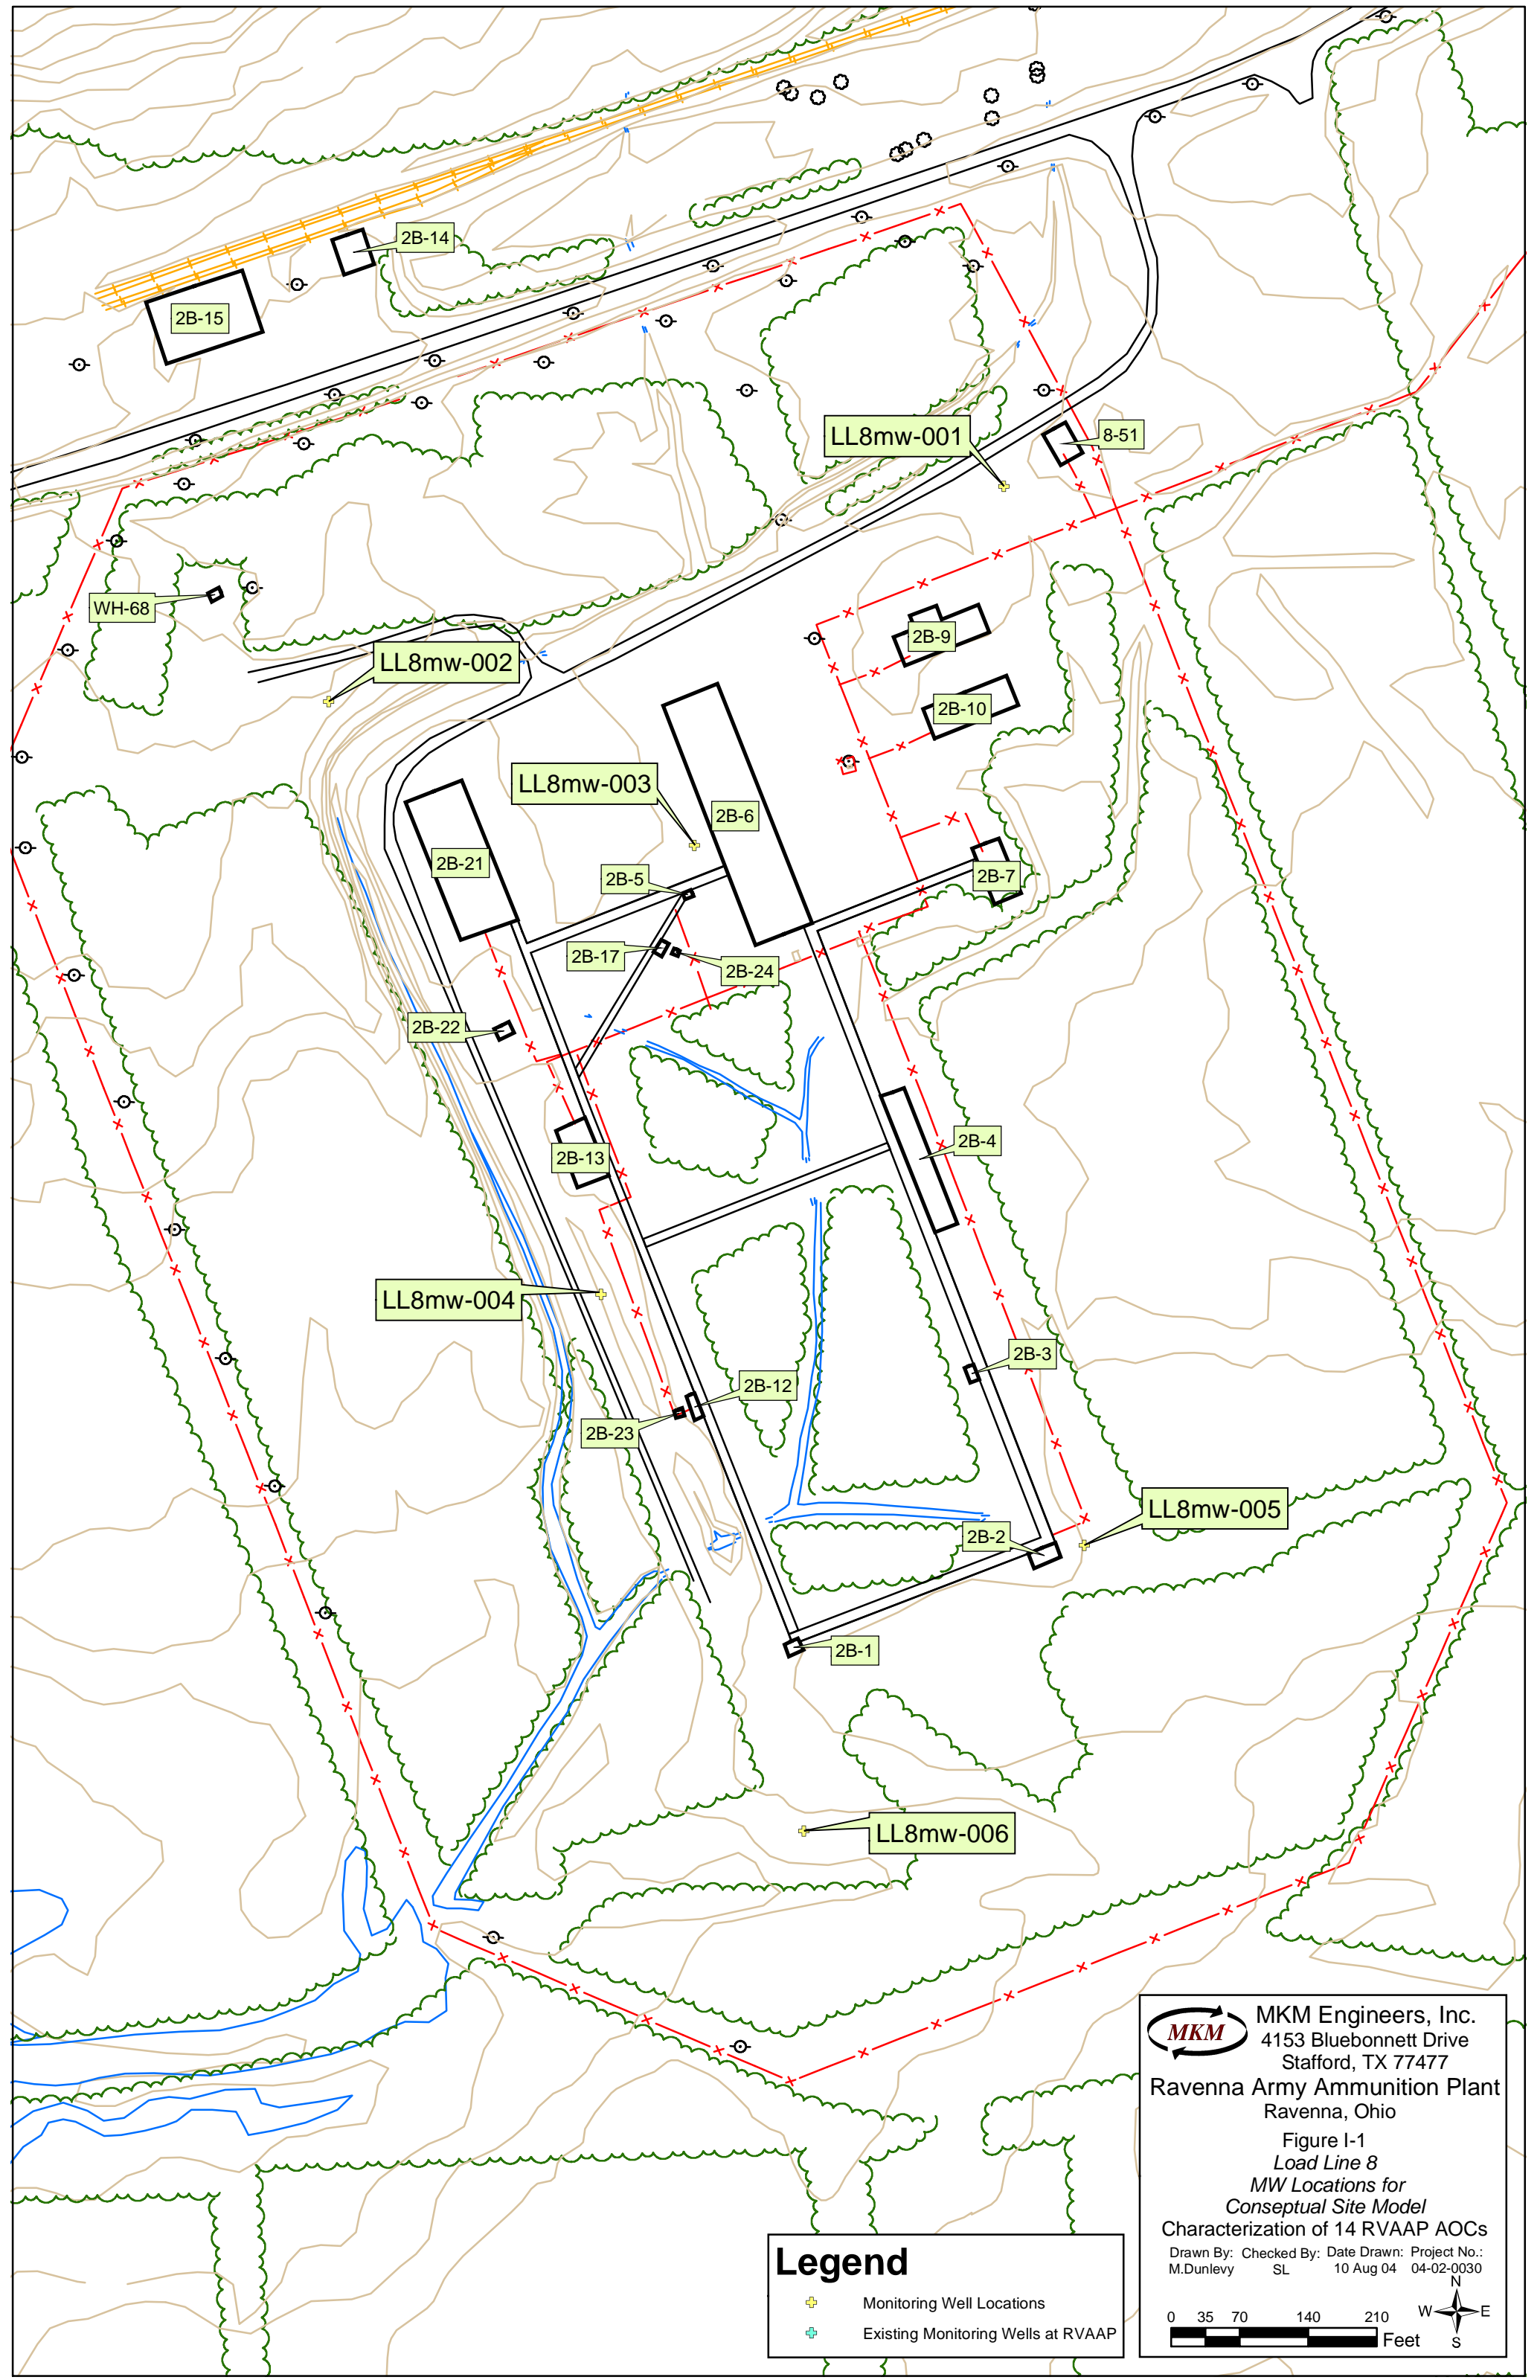 2B-14
2B-15
LL8mw-001
8-51
WH-68
LL8mw-002
2B-9
2B-10
LL8mw-003
2B-6
2B-21
2B-5
2B-7
2B-17
2B-24
2B-22
2B-4
2B-13
LL8mw-004
2B-3
2B-12
2B-23
LL8mw-005
2B-2
2B-1
LL8mw-006
MKM
MKM Engineers, Inc.
4153 Bluebonnett Drive
Stafford, TX 77477
Ravenna Army Ammunition Plant
Ravenna, Ohio
Figure I-1
Load Line 8
MW Locations for
Conseptual Site Model
Characterization of 14 RVAAP AOCs
Drawn By: Checked By: Date Drawn: Project No.:
M.Dunlevy SL 10 Aug 04 04-02-0030
N
W E
S
0 35 70 140 210
Feet
Legend
Monitoring Well Locations
Existing Monitoring Wells at RVAAP